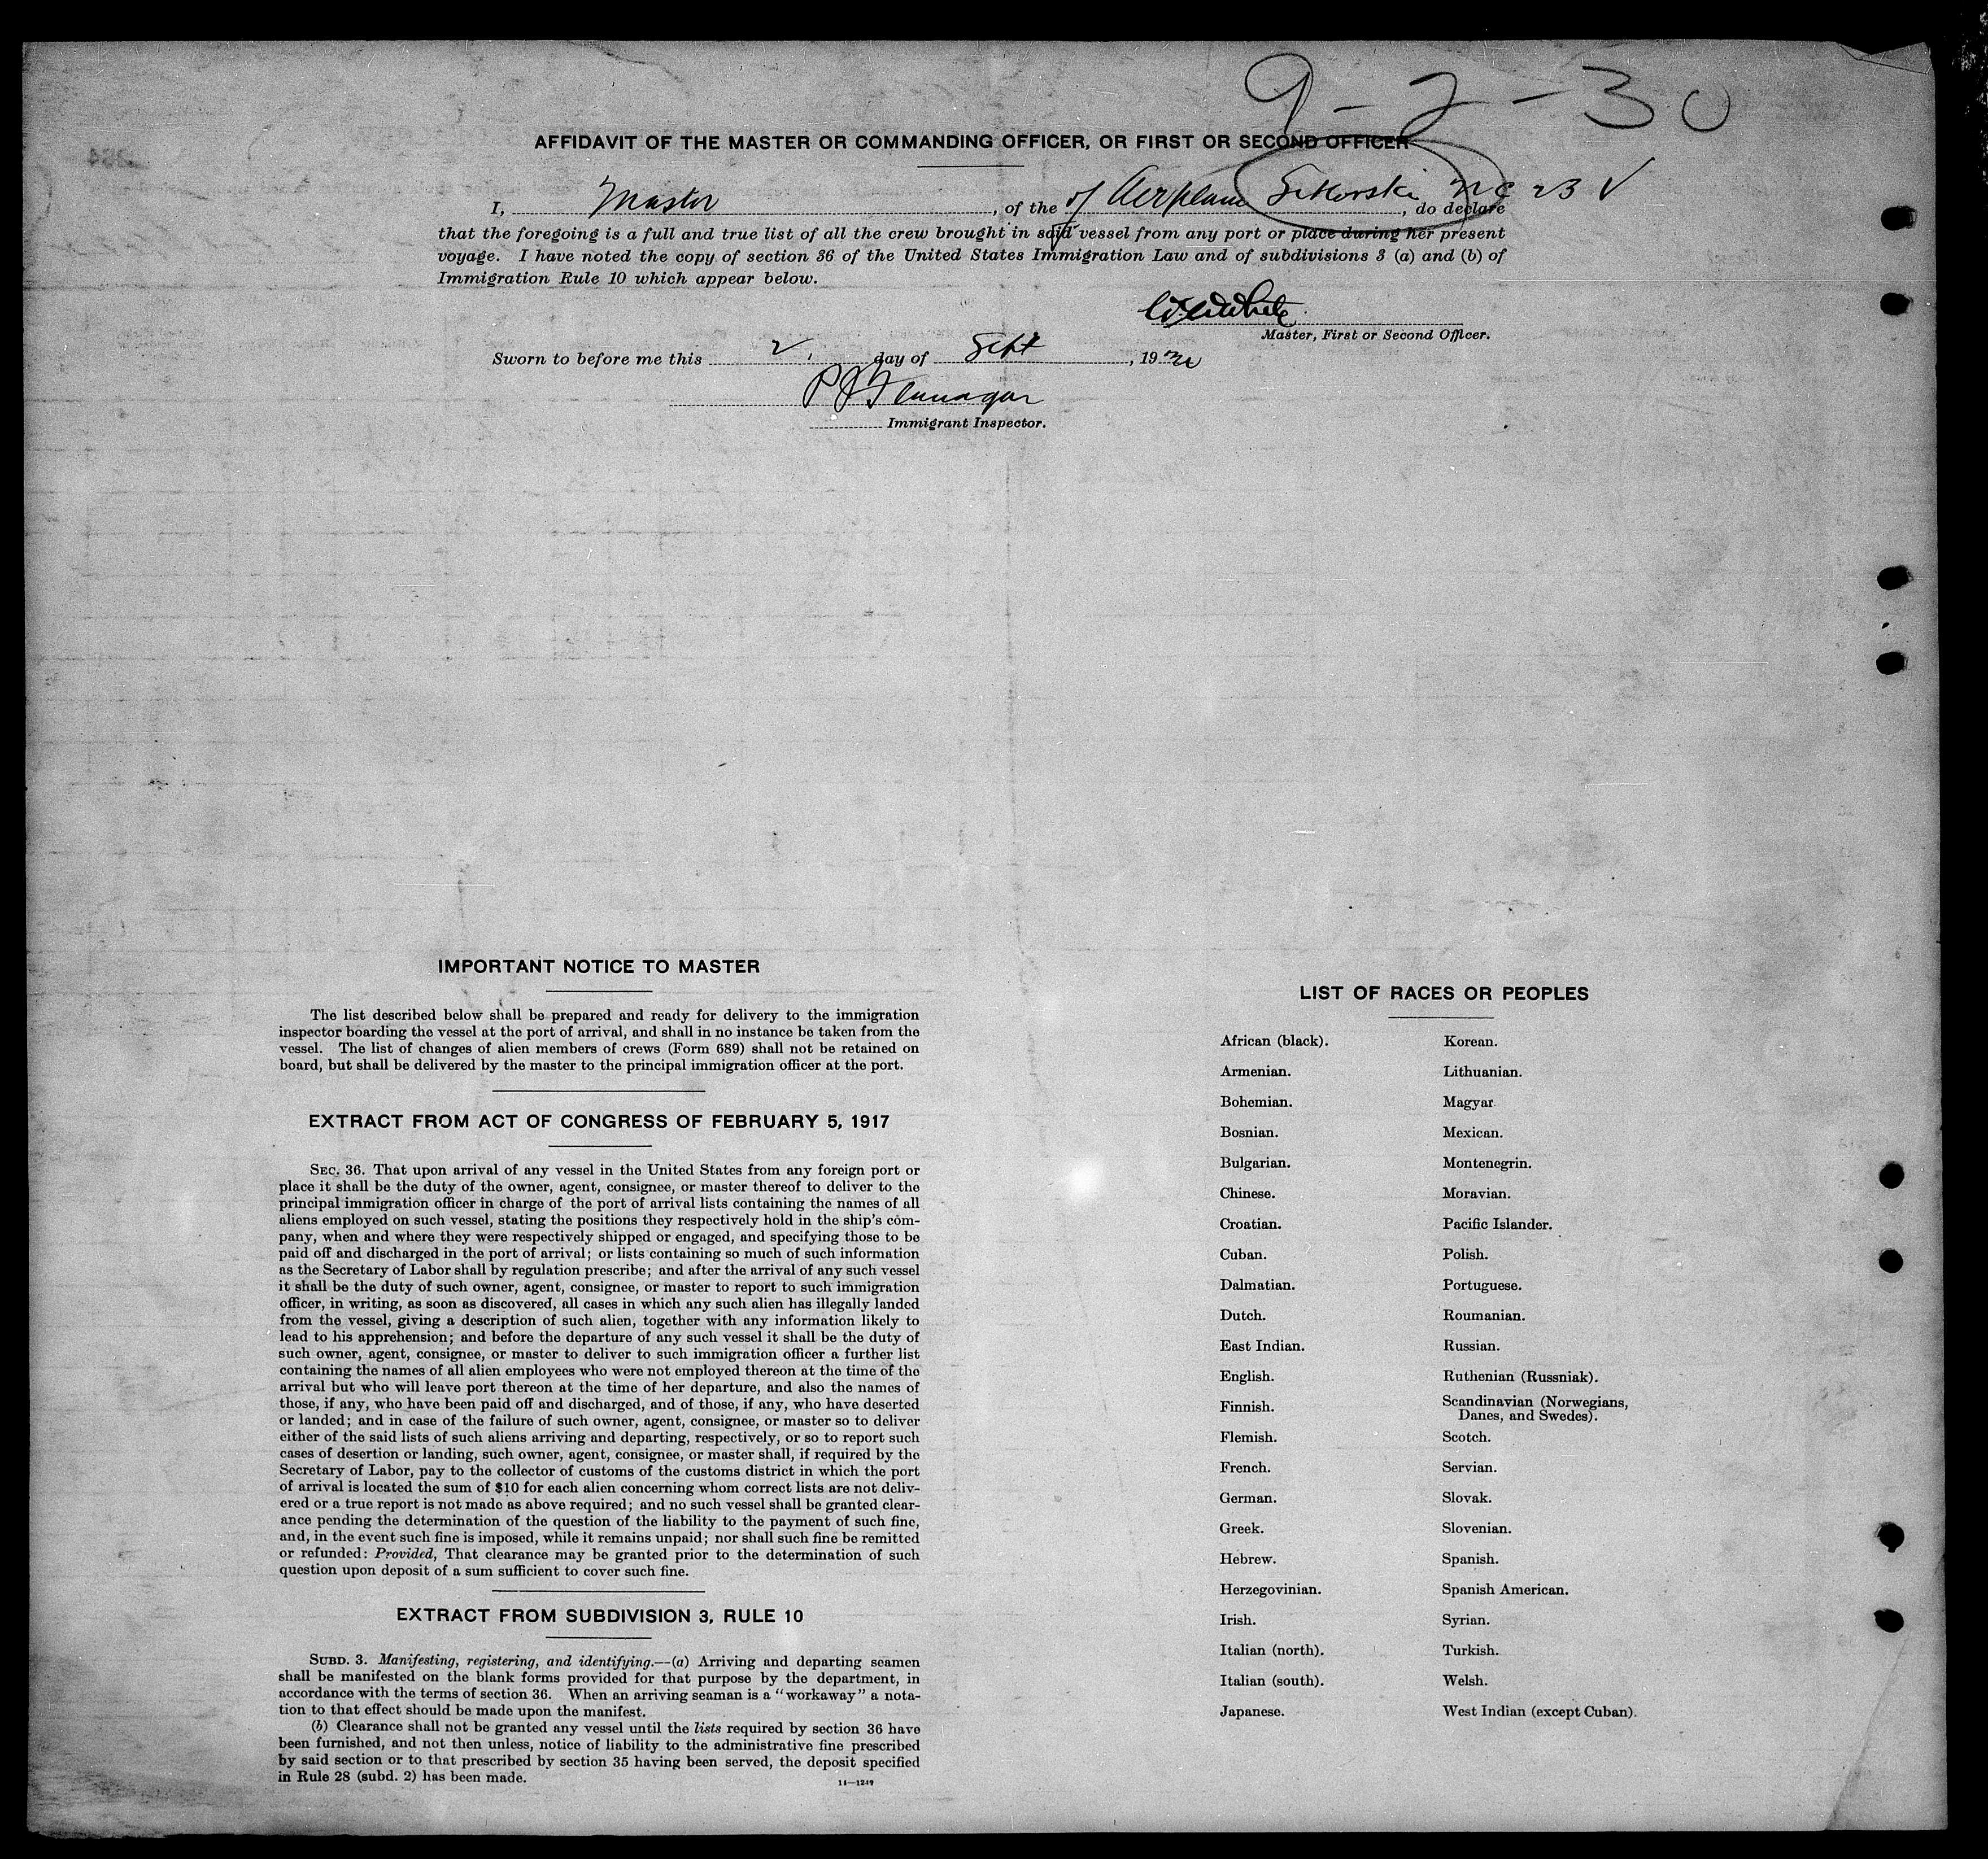 9-2-30
AFFIDAVIT OF THE MASTER OR COMMANDING OFFICER, OR FIRST OR SECOND OFFICER
I, Master, of the of Aerplane Sikorski NC 23 V, do declare
that the foregoing is a full and true list of all the crew brought in said vessel from any port or place during her present
voyage. I have noted the copy of section 36 of the United States Immigration Law and of subdivisions 3 (a) and (b) of
Immigration Rule 10 which appear below.
White
Master, First or Second Officer.
Sworn to before me this 2, day of Sept, 1930
P J Flannagan
Immigrant Inspector.
IMPORTANT NOTICE TO MASTER
The list described below shall be prepared and ready for delivery to the immigration
inspector boarding the vessel at the port of arrival, and shall in no instance be taken from the
vessel. The list of changes of alien members of crews (Form 689) shall not be retained on
board, but shall be delivered by the master to the principal immigration officer at the port.
EXTRACT FROM ACT OF CONGRESS OF FEBRUARY 5, 1917
SEC. 36. That upon arrival of any vessel in the United States from any foreign port or
place it shall be the duty of the owner, agent, consignee, or master thereof to deliver to the
principal immigration officer in charge of the port of arrival lists containing the names of all
aliens employed on such vessel, stating the positions they respectively hold in the ship's com-
pany, when and where they were respectively shipped or engaged, and specifying those to be
paid off and discharged in the port of arrival; or lists containing so much of such information
as the Secretary of Labor shall by regulation prescribe; and after the arrival of any such vessel
it shall be the duty of such owner, agent, consignee, or master to report to such immigration
officer, in writing, as soon as discovered, all cases in which any such alien has illegally landed
from the vessel, giving a description of such alien, together with any information likely to
lead to his apprehension; and before the departure of any such vessel it shall be the duty of
such owner, agent, consignee, or master to deliver to such immigration officer a further list
containing the names of all alien employees who were not employed thereon at the time of the
arrival but who will leave port thereon at the time of her departure, and also the names of
those, if any, who have been paid off and discharged, and of those, if any, who have deserted
or landed; and in case of the failure of such owner, agent, consignee, or master so to deliver
either of the said lists of such aliens arriving and departing, respectively, or so to report such
cases of desertion or landing, such owner, agent, consignee, or master shall, if required by the
Secretary of Labor, pay to the collector of customs of the customs district in which the port
of arrival is located the sum of $10 for each alien concerning whom correct lists are not deliv-
ered or a true report is not made as above required; and no such vessel shall be granted clear-
ance pending the determination of the question of the liability to the payment of such fine,
and, in the event such fine is imposed, while it remains unpaid; nor shall such fine be remitted
or refunded: Provided, That clearance may be granted prior to the determination of such
question upon deposit of a sum sufficient to cover such fine.
EXTRACT FROM SUBDIVISION 3, RULE 10
SUBD. 3. Manifesting, registering, and identifying.—(a) Arriving and departing seamen
shall be manifested on the blank forms provided for that purpose by the department, in
accordance with the terms of section 36. When an arriving seaman is a "workaway" a nota-
tion to that effect should be made upon the manifest.
(b) Clearance shall not be granted any vessel until the lists required by section 36 have
been furnished, and not then unless, notice of liability to the administrative fine prescribed
by said section or to that prescribed by section 35 having been served, the deposit specified
in Rule 28 (subd. 2) has been made.
14—1249
LIST OF RACES OR PEOPLES
African (black).
Armenian.
Bohemian.
Bosnian.
Bulgarian.
Chinese.
Croatian.
Cuban.
Dalmatian.
Dutch.
East Indian.
English.
Finnish.
Flemish.
French.
German.
Greek.
Hebrew.
Herzegovinian.
Irish.
Italian (north).
Italian (south).
Japanese.
Korean.
Lithuanian.
Magyar.
Mexican.
Montenegrin.
Moravian.
Pacific Islander.
Polish.
Portuguese.
Roumanian.
Russian.
Ruthenian (Russniak).
Scandinavian (Norwegians,
Danes, and Swedes).
Scotch.
Servian.
Slovak.
Slovenian.
Spanish.
Spanish American.
Syrian.
Turkish.
Welsh.
West Indian (except Cuban).